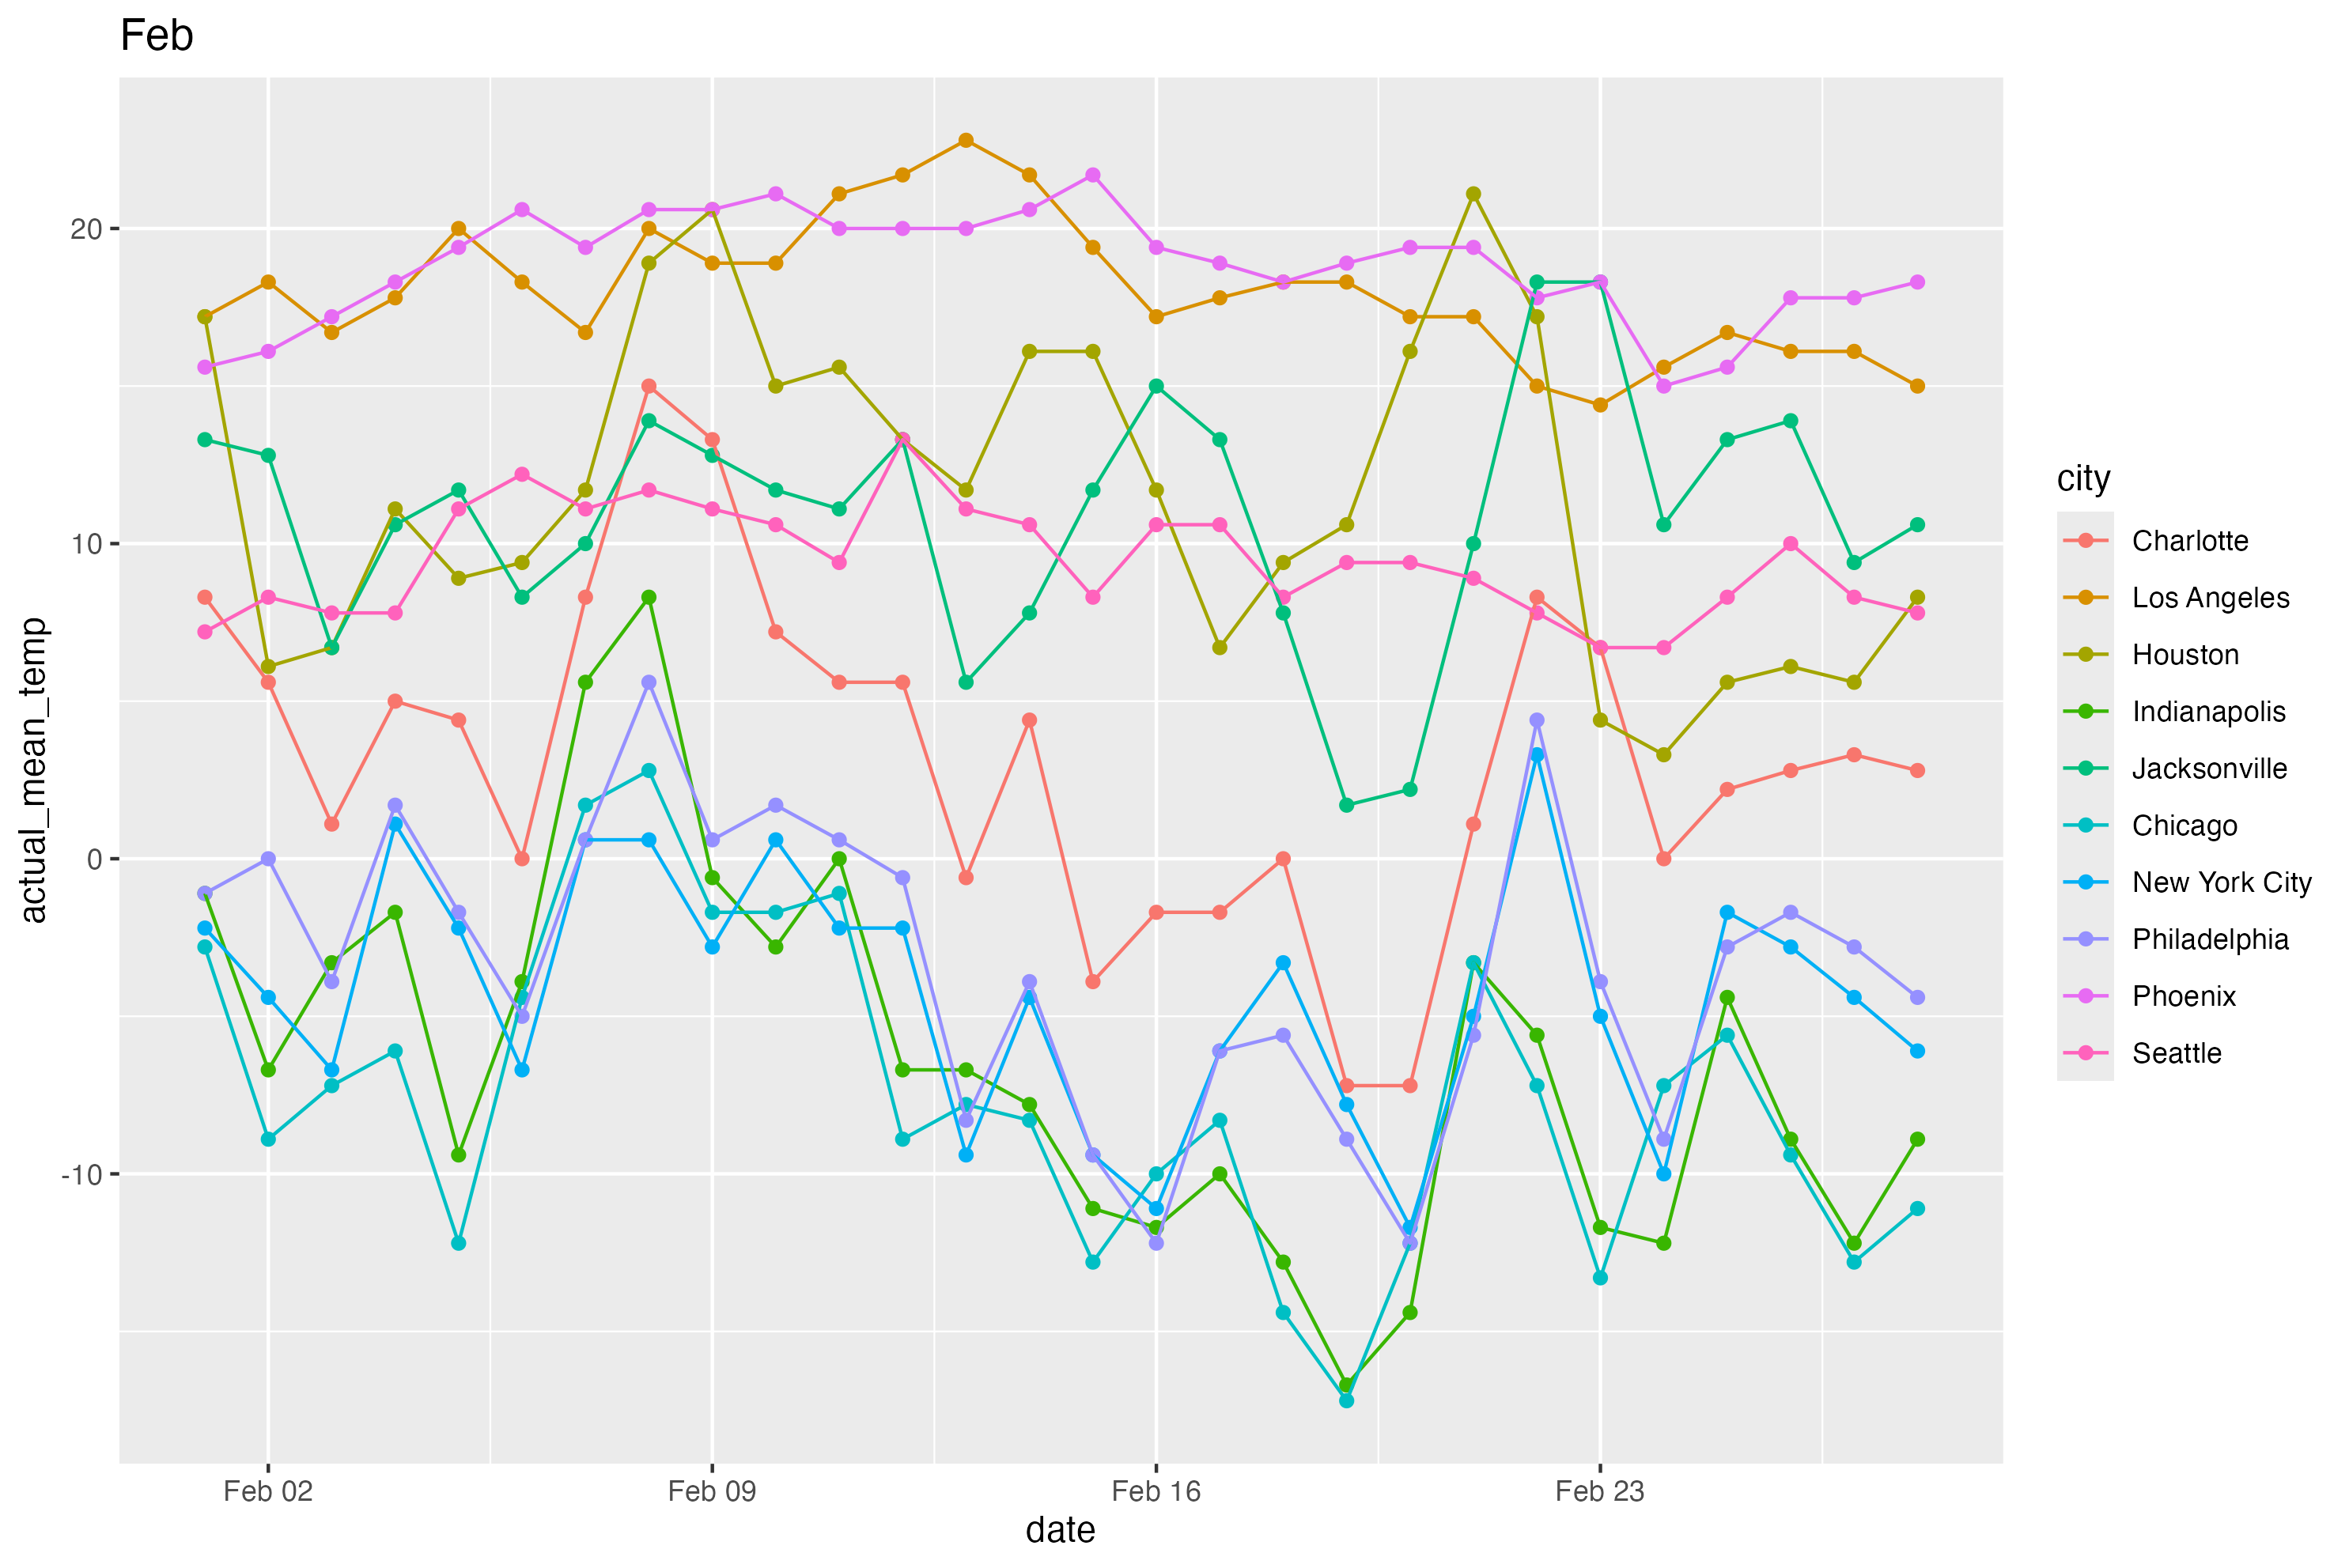 Feb
20
10
0
-10
actual_mean_temp
Feb 02
Feb 09
Feb 16
Feb 23
date
city
Charlotte
Los Angeles
Houston
Indianapolis
Jacksonville
Chicago
New York City
Philadelphia
Phoenix
Seattle